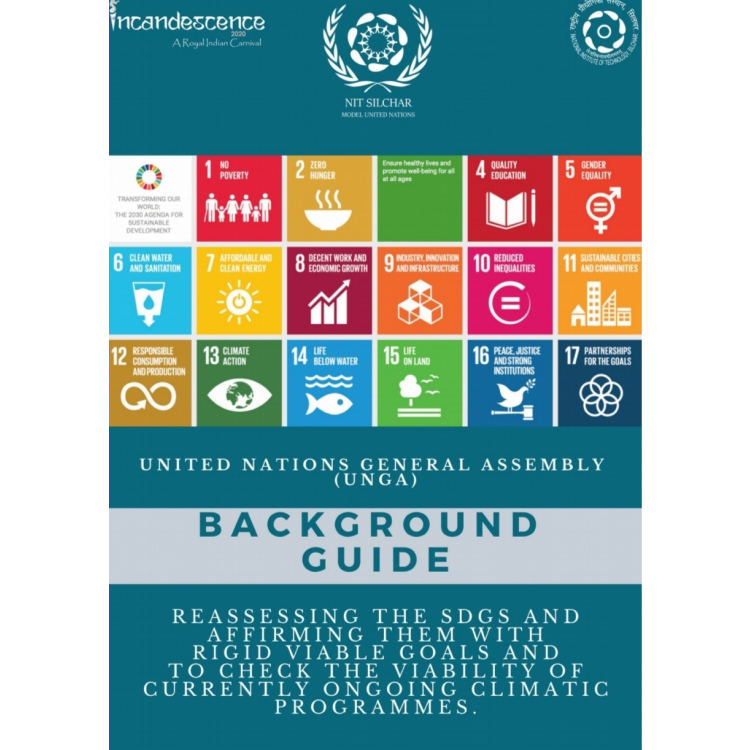 incandescence
2020
A Royal Indian Carnival
NIT SILCHAR
MODEL UNITED NATIONS
NATIONAL INSTITUTE OF TECHNOLOGY, SILCHAR
TRANSFORMING OUR
WORLD:
THE 2030 AGENDA FOR
SUSTAINABLE
DEVELOPMENT
1 NO
POVERTY
2 ZERO
HUNGER
Ensure healthy lives and
promote well-being for all
at all ages
4 QUALITY
EDUCATION
5 GENDER
EQUALITY
6 CLEAN WATER
AND SANITATION
7 AFFORDABLE AND
CLEAN ENERGY
8 DECENT WORK AND
ECONOMIC GROWTH
9 INDUSTRY, INNOVATION
AND INFRASTRUCTURE
10 REDUCED
INEQUALITIES
11 SUSTAINABLE CITIES
AND COMMUNITIES
12 RESPONSIBLE
CONSUMPTION
AND PRODUCTION
13 CLIMATE
ACTION
14 LIFE
BELOW WATER
15 LIFE
ON LAND
16 PEACE, JUSTICE
AND STRONG
INSTITUTIONS
17 PARTNERSHIPS
FOR THE GOALS
UNITED NATIONS GENERAL ASSEMBLY
(UNGA)
BACKGROUND
GUIDE
REASSESSING THE SDGS AND
AFFIRMING THEM WITH
RIGID VIABLE GOALS AND
TO CHECK THE VIABILITY OF
CURRENTLY ONGOING CLIMATIC
PROGRAMMES.